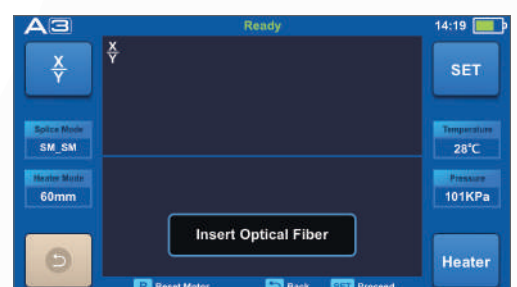 A3
Ready
14:19
X
Y
X
Y
SET
Splice Mode
SM_SM
Temperature
28°C
Heater Mode
60mm
Pressure
101KPa
Insert Optical Fiber
Heater
R Reset Motor
Back
SET Proceed